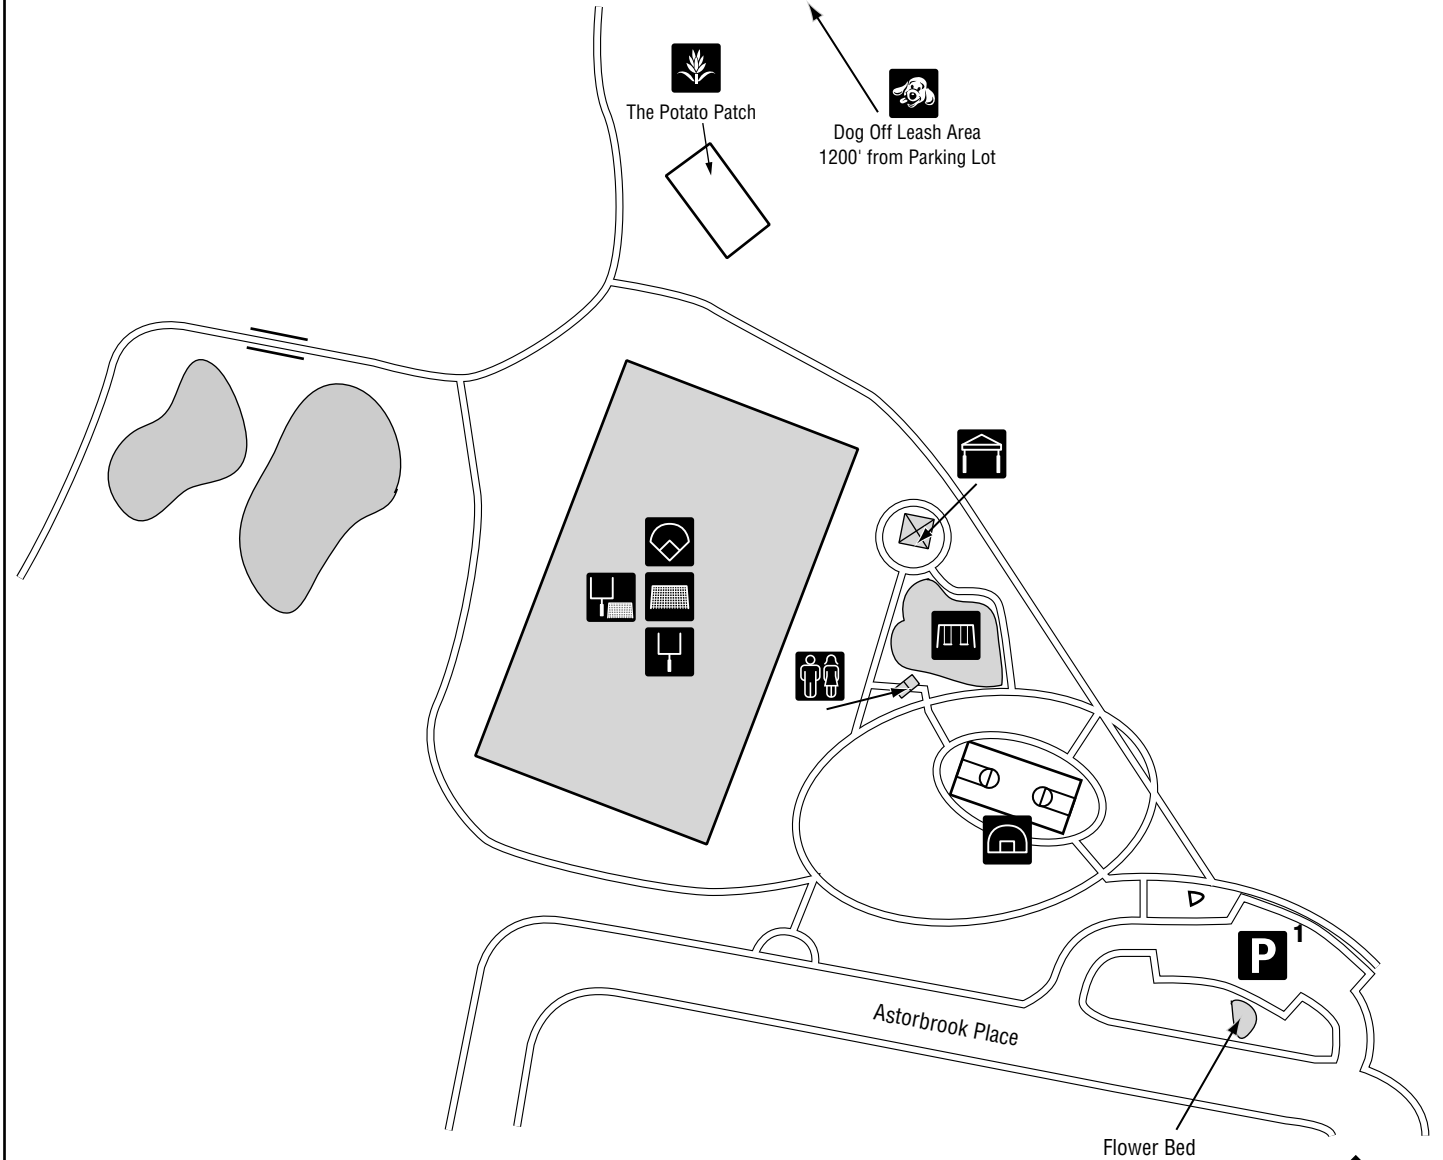 The Potato Patch
Dog Off Leash Area
1200' from Parking Lot
P 1
Astorbrook Place
Flower Bed